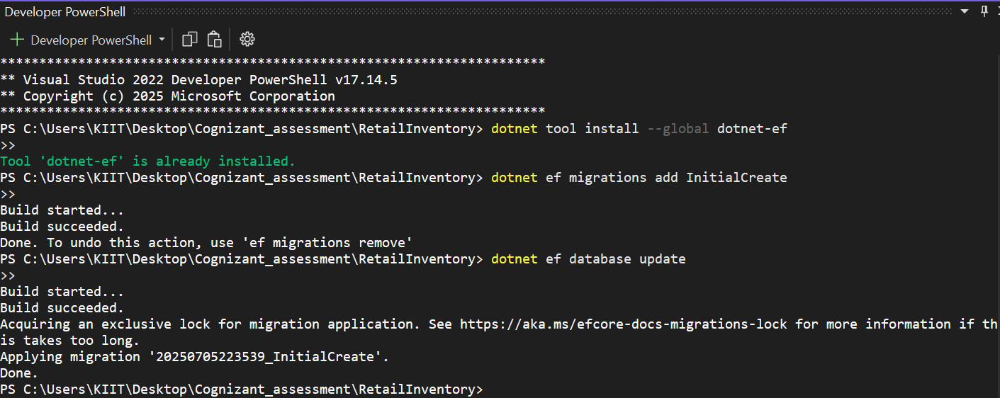 Developer PowerShell
Developer PowerShell
**********************************************************************
** Visual Studio 2022 Developer PowerShell v17.14.5
** Copyright (c) 2025 Microsoft Corporation
**********************************************************************
PS C:\Users\KIIT\Desktop\Cognizant_assessment\RetailInventory> dotnet tool install --global dotnet-ef
>>
Tool 'dotnet-ef' is already installed.
PS C:\Users\KIIT\Desktop\Cognizant_assessment\RetailInventory> dotnet ef migrations add InitialCreate
>>
Build started...
Build succeeded.
Done. To undo this action, use 'ef migrations remove'
PS C:\Users\KIIT\Desktop\Cognizant_assessment\RetailInventory> dotnet ef database update
>>
Build started...
Build succeeded.
Acquiring an exclusive lock for migration application. See https://aka.ms/efcore-docs-migrations-lock for more information if th
is takes too long.
Applying migration '20250705223539_InitialCreate'.
Done.
PS C:\Users\KIIT\Desktop\Cognizant_assessment\RetailInventory>